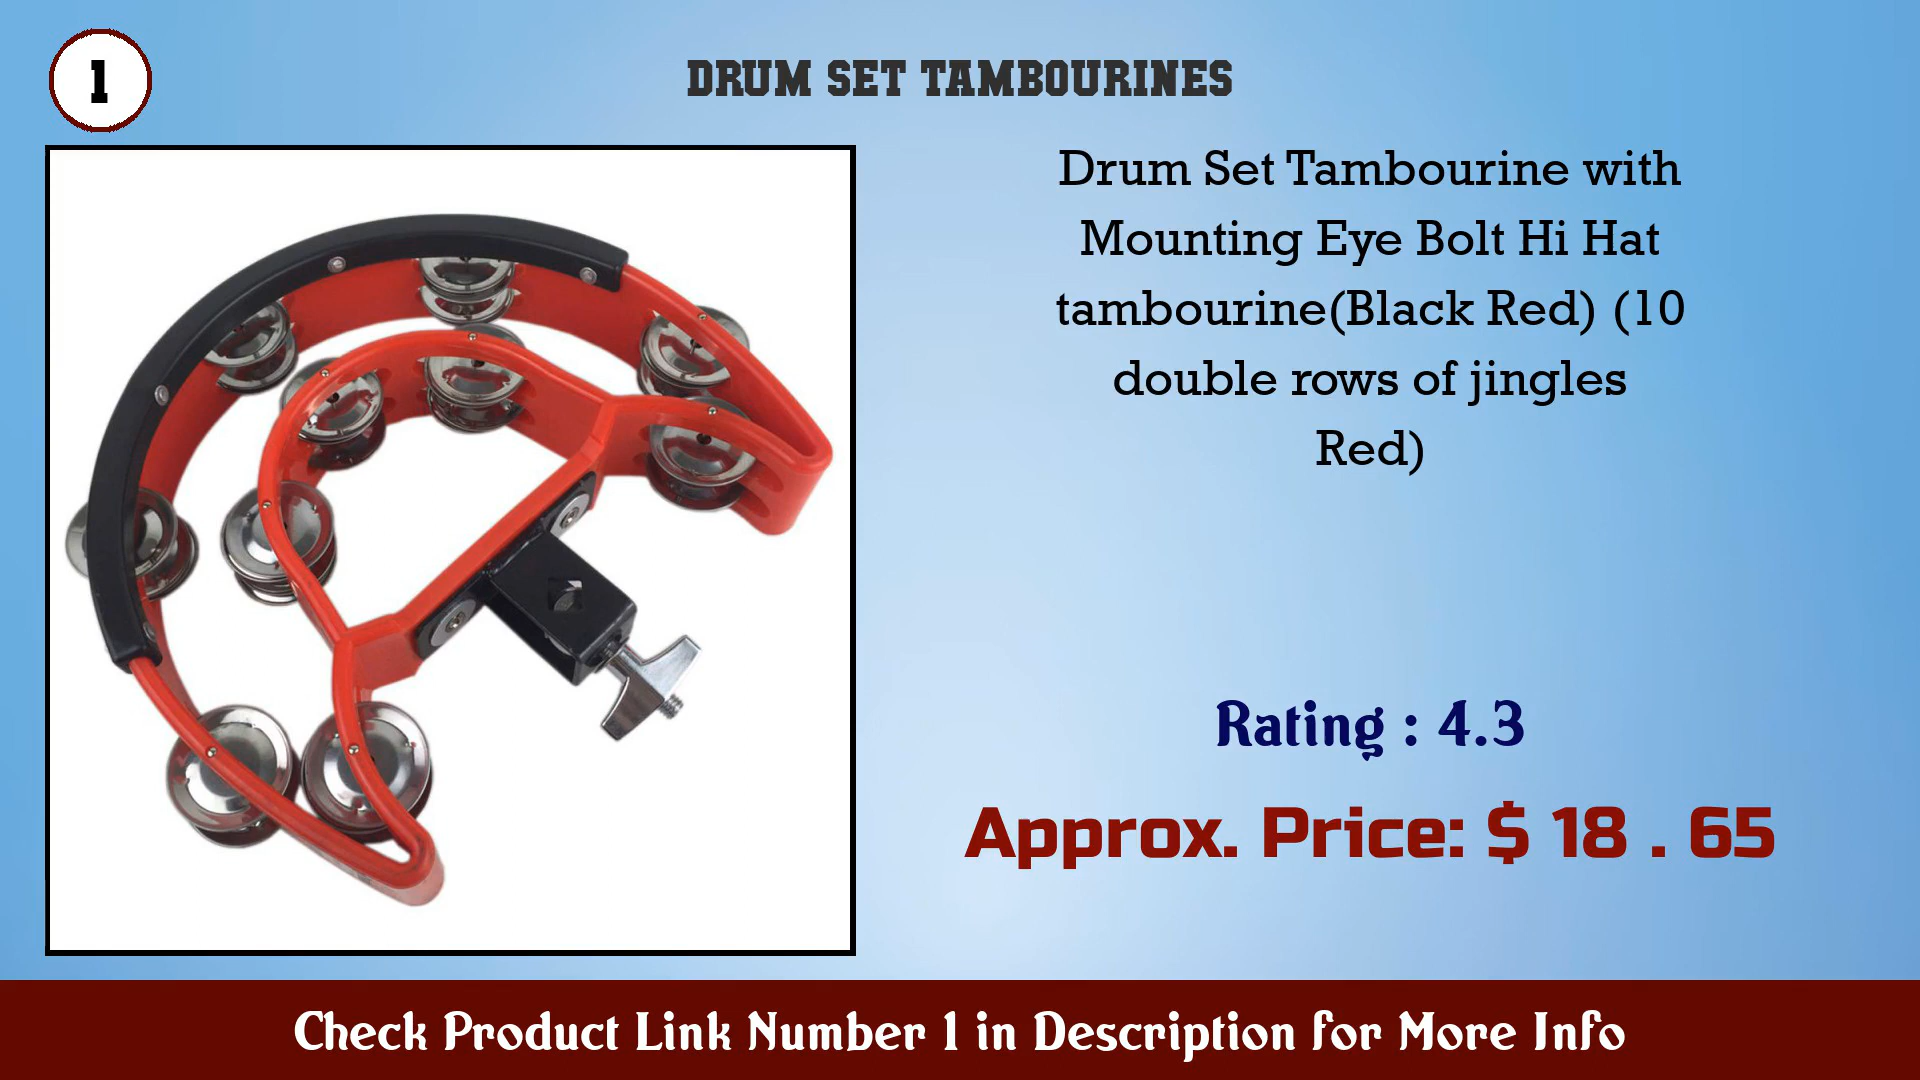 1
DRUM SET TAMBOURINES
Drum Set Tambourine with
Mounting Eye Bolt Hi Hat
tambourine(Black Red) (10
double rows of jingles
Red)
Rating : 4.3
Approx. Price: $ 18 . 65
Check Product Link Number 1 in Description for More Info